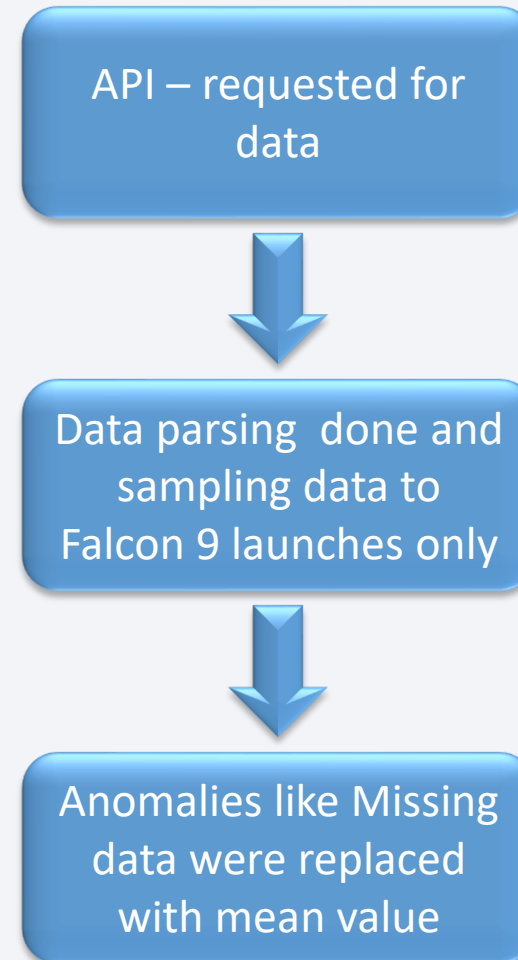 API – requested for
data
Data parsing  done and
sampling data to
Falcon 9 launches only
Anomalies like Missing
data were replaced
with mean value